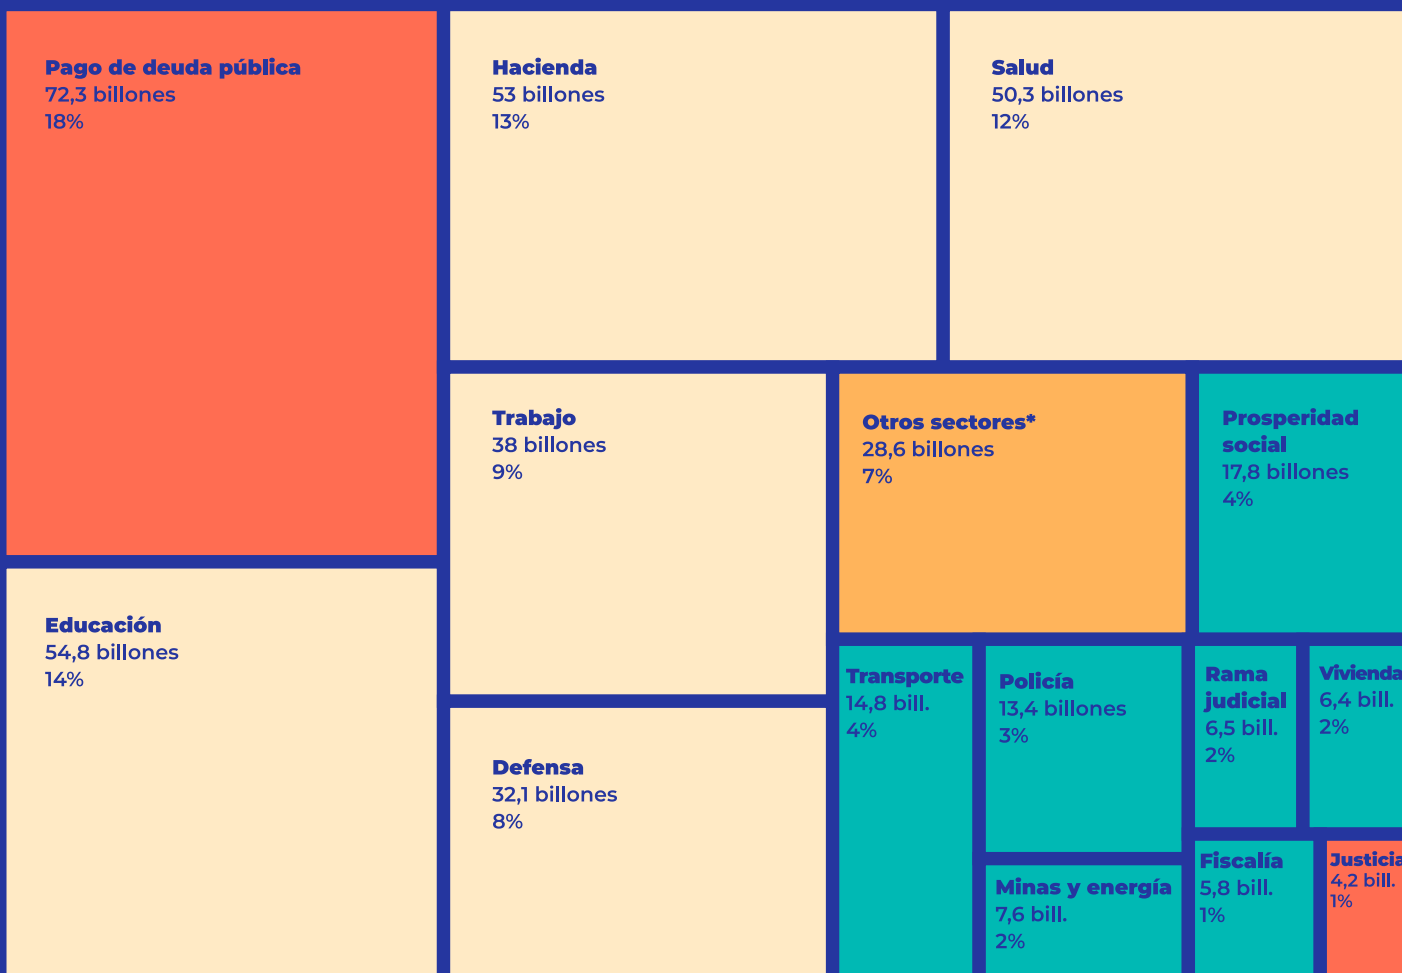 Pago de deuda pública
72,3 billones
18%
Hacienda
53 billones
13%
Salud
50,3 billones
12%
Trabajo
38 billones
9%
Otros sectores*
28,6 billones
7%
Prosperidad
social
17,8 billones
4%
Educación
54,8 billones
14%
Defensa
32,1 billones
8%
Transporte
14,8 bill.
4%
Policía
13,4 billones
3%
Rama
judicial
6,5 bill.
2%
Vivienda
6,4 bill.
2%
Minas y energía
7,6 bill.
2%
Fiscalía
5,8 bill.
1%
Justicia
4,2 bill.
1%